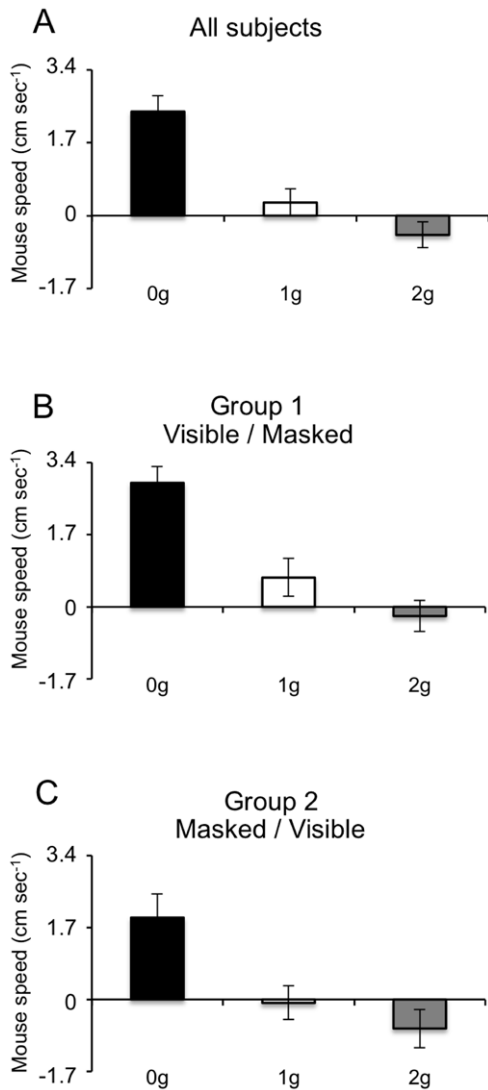 A
All subjects
Mouse speed (cm sec⁻¹)
3.4
1.7
0
-1.7
0g 1g 2g
B
Group 1
Visible / Masked
Mouse speed (cm sec⁻¹)
3.4
1.7
0
-1.7
0g 1g 2g
C
Group 2
Masked / Visible
Mouse speed (cm sec⁻¹)
3.4
1.7
0
-1.7
0g 1g 2g